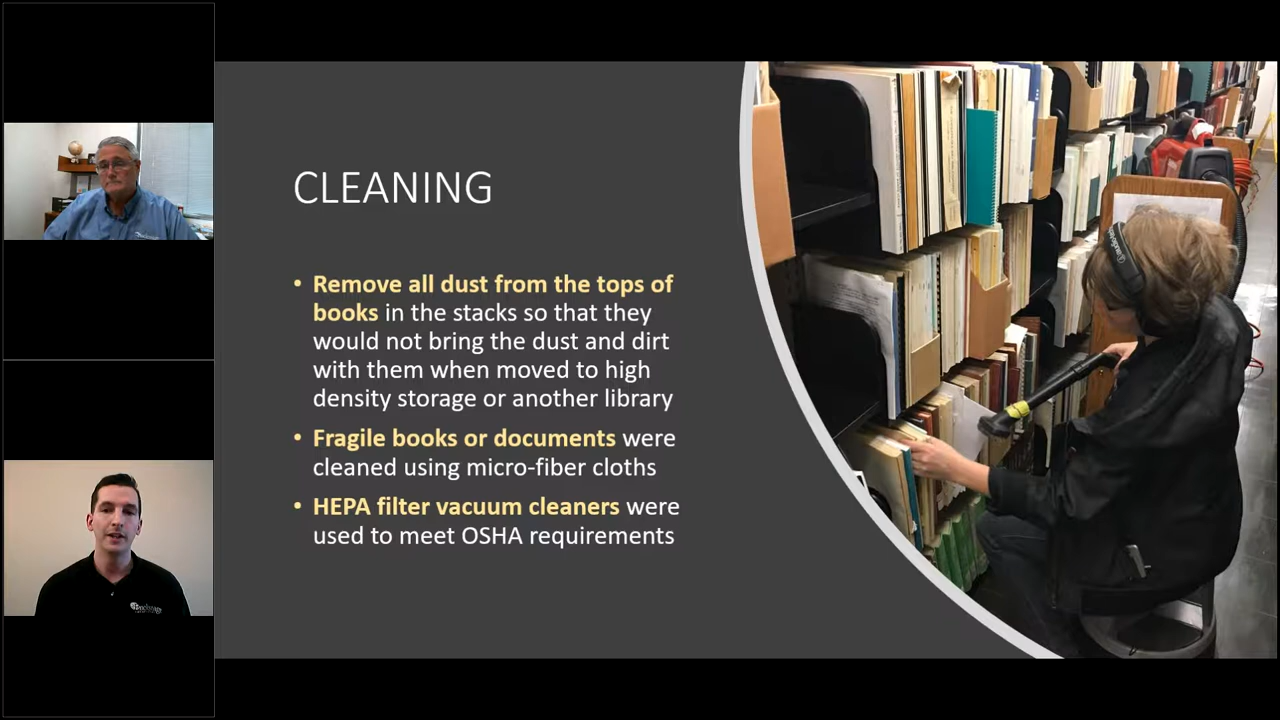 CLEANING
• Remove all dust from the tops of
books in the stacks so that they
would not bring the dust and dirt
with them when moved to high
density storage or another library
• Fragile books or documents were
cleaned using micro-fiber cloths
• HEPA filter vacuum cleaners were
used to meet OSHA requirements